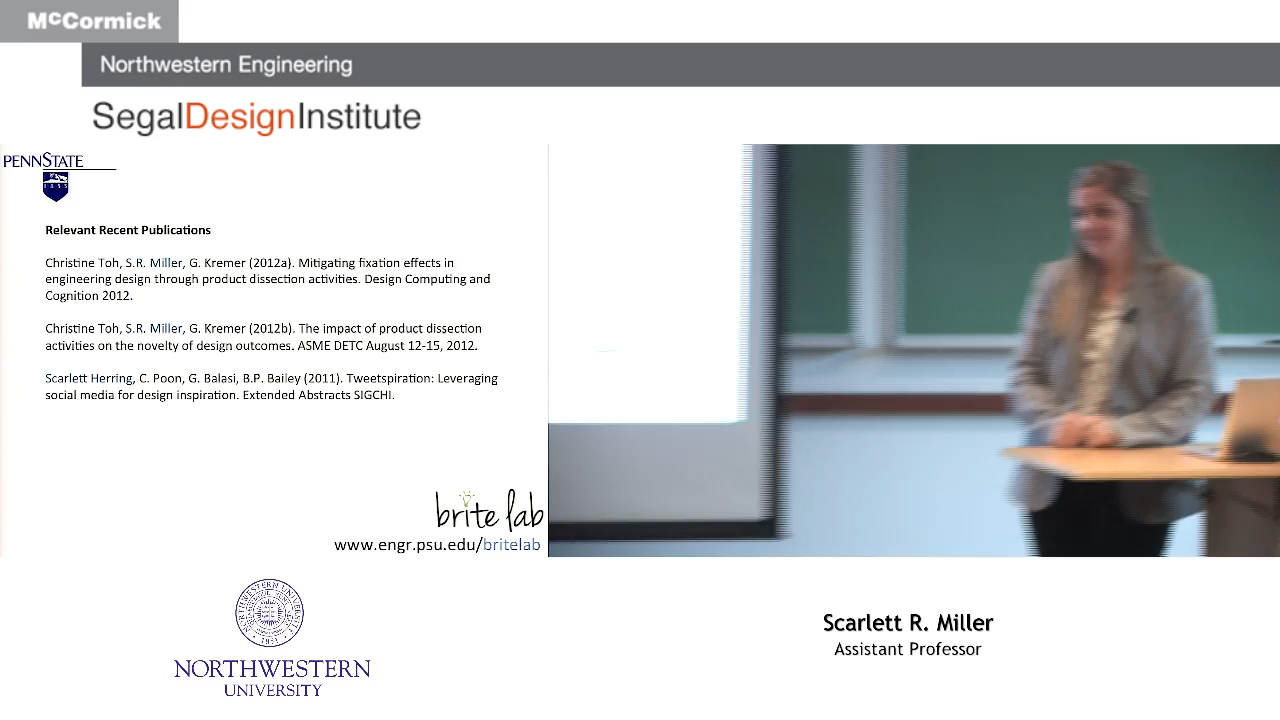 McCormick
Northwestern Engineering
SegalDesignInstitute
PENNSTATE
1855
Relevant Recent Publications
Christine Toh, S.R. Miller, G. Kremer (2012a). Mitigating fixation effects in
engineering design through product dissection activities. Design Computing and
Cognition 2012.
Christine Toh, S.R. Miller, G. Kremer (2012b). The impact of product dissection
activities on the novelty of design outcomes. ASME DETC August 12-15, 2012.
Scarlett Herring, C. Poon, G. Balasi, B.P. Bailey (2011). Tweetspiration: Leveraging
social media for design inspiration. Extended Abstracts SIGCHI.
brite lab
www.engr.psu.edu/britelab
NORTHWESTERN
UNIVERSITY
Scarlett R. Miller
Assistant Professor